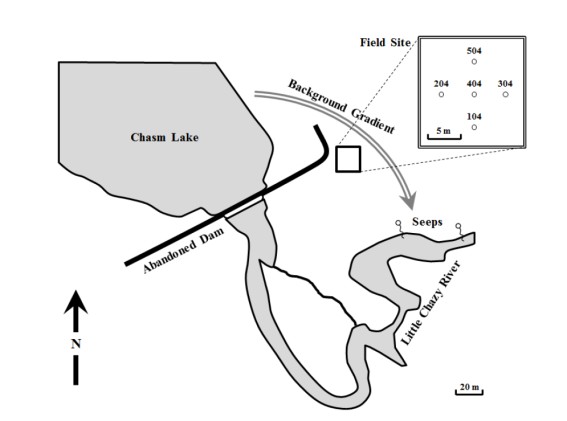 Field Site
504
204 404 304
104
5 m
Background Gradient
Chasm Lake
Abandoned Dam
Seeps
Little Chazy River
N
20 m